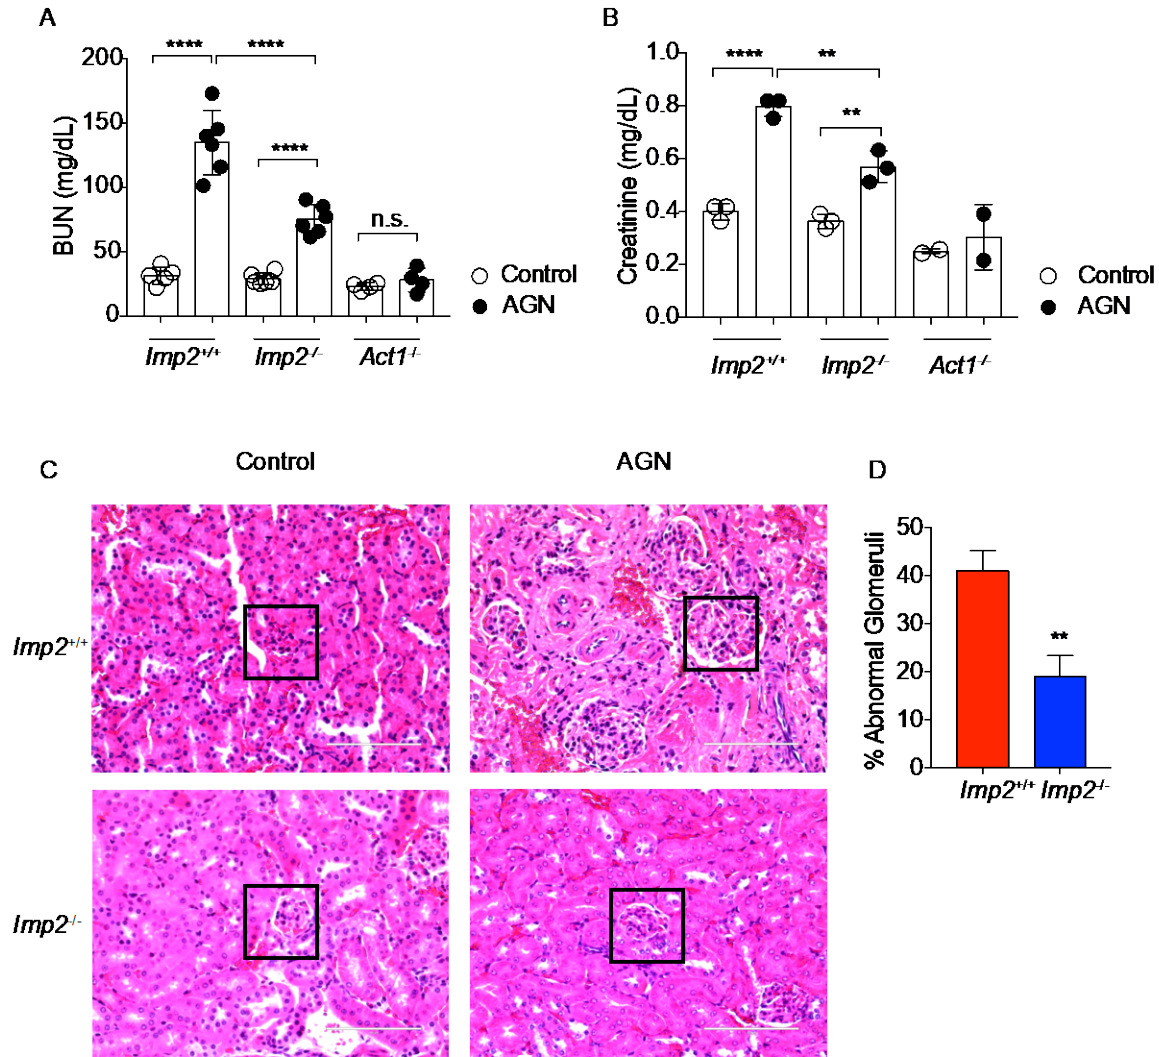 A
**** ****
****
n.s.
200
150
100
50
0
BUN (mg/dL)
Imp2+/+ Imp2-/- Act1-/-
Control
AGN
B
**** **
**
1.0
0.8
0.6
0.4
0.2
0.0
Creatinine (mg/dL)
Imp2+/+ Imp2-/- Act1-/-
Control
AGN
C
Control AGN
Imp2+/+
Imp2-/-
D
50
40
30
20
10
0
% Abnormal Glomeruli
**
Imp2+/+ Imp2-/-